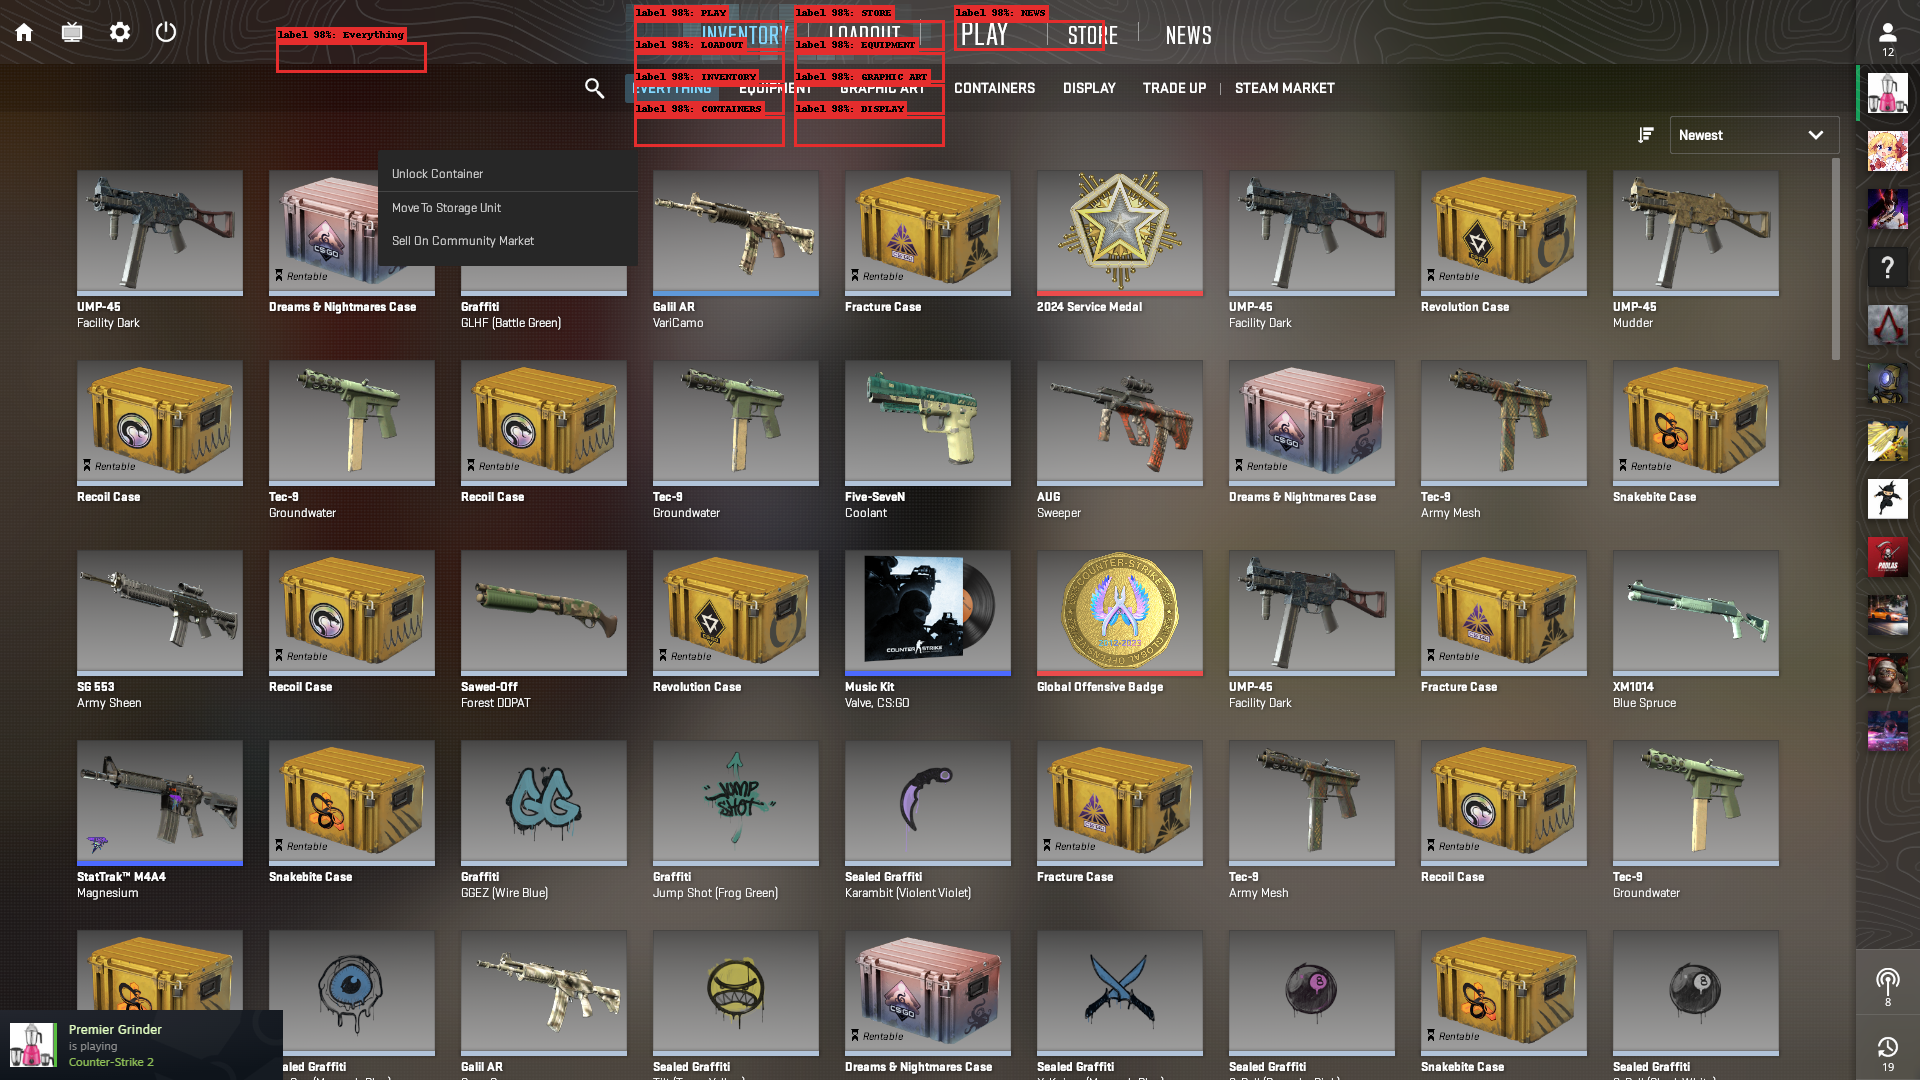 label 98%: PLAY
label 98%: STORE
label 98%: NEWS
label 98%: Everything
INVENTORY
LOADOUT
PLAY
STORE
NEWS
label 98%: LOADOUT
label 98%: EQUIPMENT
12
label 98%: INVENTORY
label 98%: GRAPHIC ART
EVERYTHING
EQUIPMENT
GRAPHIC ART
CONTAINERS
DISPLAY
TRADE UP
STEAM MARKET
label 98%: CONTAINERS
label 98%: DISPLAY
Newest
Unlock Container
Move To Storage Unit
Sell On Community Market
Rentable
Rentable
Rentable
UMP-45
Facility Dark
Dreams & Nightmares Case
Graffiti
GLHF (Battle Green)
Galil AR
VariCamo
Fracture Case
2024 Service Medal
UMP-45
Facility Dark
Revolution Case
UMP-45
Mudder
Rentable
Rentable
Rentable
Rentable
Recoil Case
Tec-9
Groundwater
Recoil Case
Tec-9
Groundwater
Five-SeveN
Coolant
AUG
Sweeper
Dreams & Nightmares Case
Tec-9
Army Mesh
Snakebite Case
COUNTER STRIKE
Rentable
Rentable
Rentable
SG 553
Army Sheen
Recoil Case
Sawed-Off
Forest DDPAT
Revolution Case
Music Kit
Valve, CS:GO
Global Offensive Badge
UMP-45
Facility Dark
Fracture Case
XM1014
Blue Spruce
GG
JUMP SHOT
Rentable
Rentable
Rentable
StatTrak™ M4A4
Magnesium
Snakebite Case
Graffiti
GGEZ (Wire Blue)
Graffiti
Jump Shot (Frog Green)
Sealed Graffiti
Karambit (Violent Violet)
Fracture Case
Tec-9
Army Mesh
Recoil Case
Tec-9
Groundwater
8
8
8
Rentable
Rentable
Premier Grinder
is playing
Counter-Strike 2
aled Graffiti
Galil AR
Sealed Graffiti
Dreams & Nightmares Case
Sealed Graffiti
Sealed Graffiti
Snakebite Case
Sealed Graffiti
19